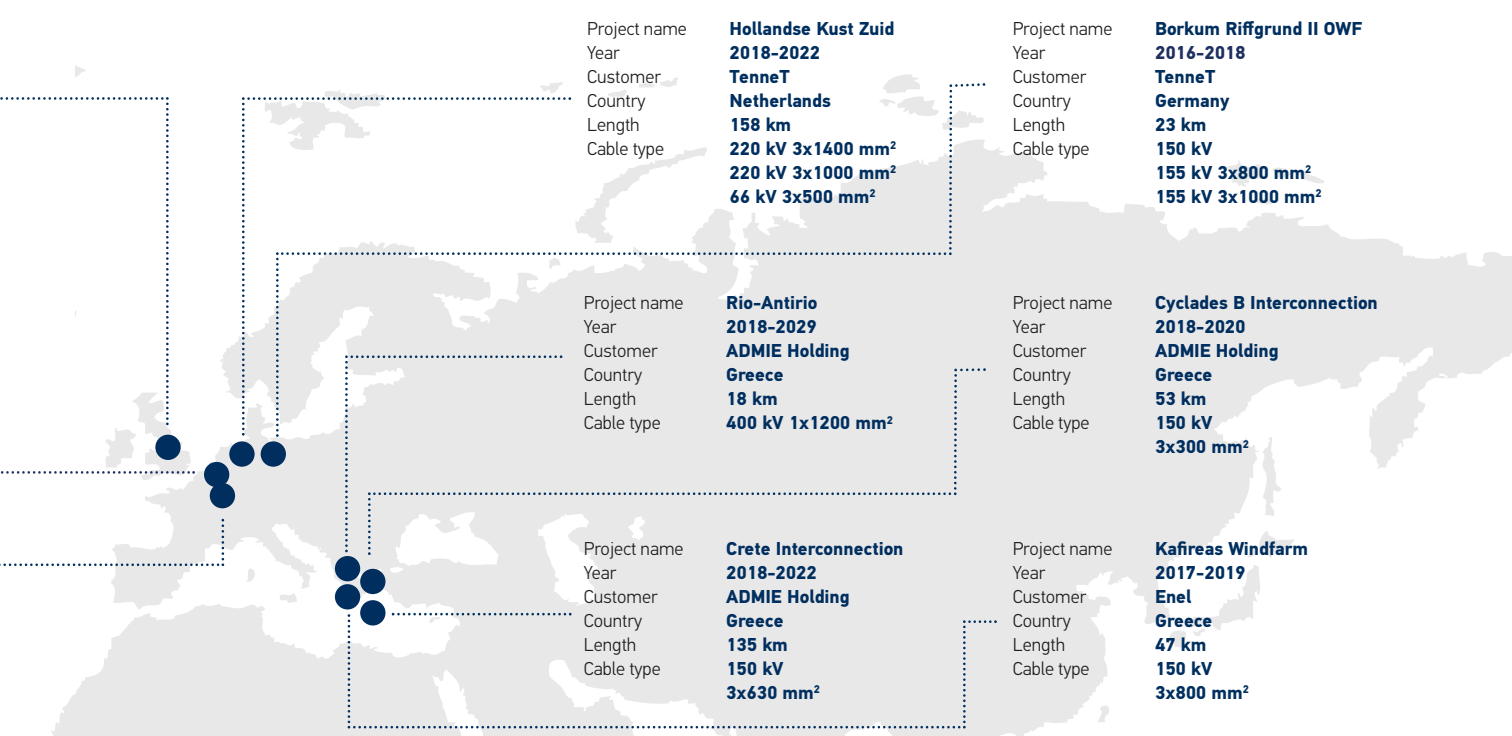 Project name Hollandse Kust Zuid
Year 2018-2022
Customer TenneT
Country Netherlands
Length 158 km
Cable type 220 kV 3x1400 mm²
220 kV 3x1000 mm²
66 kV 3x500 mm²
Project name Borkum Riffgrund II OWF
Year 2016-2018
Customer TenneT
Country Germany
Length 23 km
Cable type 150 kV
155 kV 3x800 mm²
155 kV 3x1000 mm²
Project name Rio-Antirio
Year 2018-2029
Customer ADMIE Holding
Country Greece
Length 18 km
Cable type 400 kV 1x1200 mm²
Project name Cyclades B Interconnection
Year 2018-2020
Customer ADMIE Holding
Country Greece
Length 53 km
Cable type 150 kV
3x300 mm²
Project name Crete Interconnection
Year 2018-2022
Customer ADMIE Holding
Country Greece
Length 135 km
Cable type 150 kV
3x630 mm²
Project name Kafireas Windfarm
Year 2017-2019
Customer Enel
Country Greece
Length 47 km
Cable type 150 kV
3x800 mm²